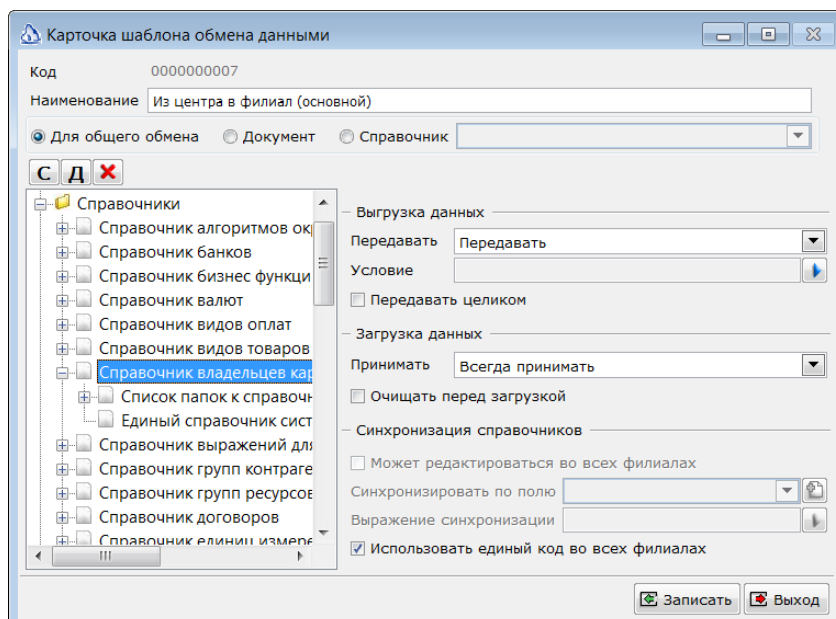 Карточка шаблона обмена данными
Код 0000000007
Наименование Из центра в филиал (основной)
Для общего обмена Документ Справочник
С Д
Справочники
Справочник алгоритмов ок
Справочник банков
Справочник бизнес функци
Справочник валют
Справочник видов оплат
Справочник видов товаров
Справочник владельцев кар
Список папок к справочн
Единый справочник сист
Справочник выражений для
Справочник групп контраге
Справочник групп ресурсов
Справочник договоров
Справочник единиц измере
Выгрузка данных
Передавать Передавать
Условие
Передавать целиком
Загрузка данных
Принимать Всегда принимать
Очищать перед загрузкой
Синхронизация справочников
Может редактироваться во всех филиалах
Синхронизировать по полю
Выражение синхронизации
Использовать единый код во всех филиалах
Записать Выход